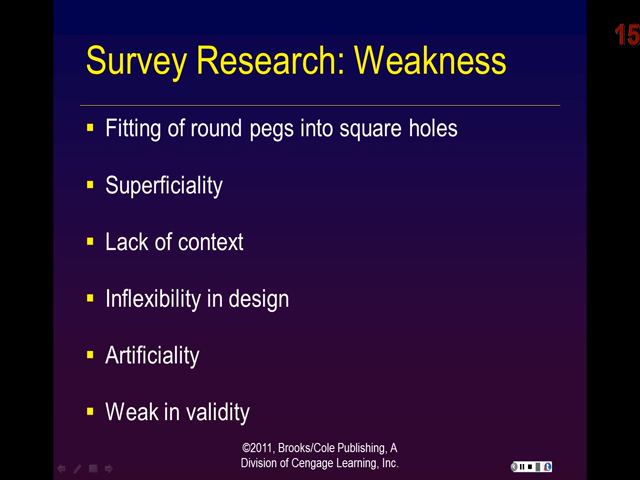 Survey Research: Weakness
15
Fitting of round pegs into square holes
Superficiality
Lack of context
Inflexibility in design
Artificiality
Weak in validity
©2011, Brooks/Cole Publishing, A
Division of Cengage Learning, Inc.